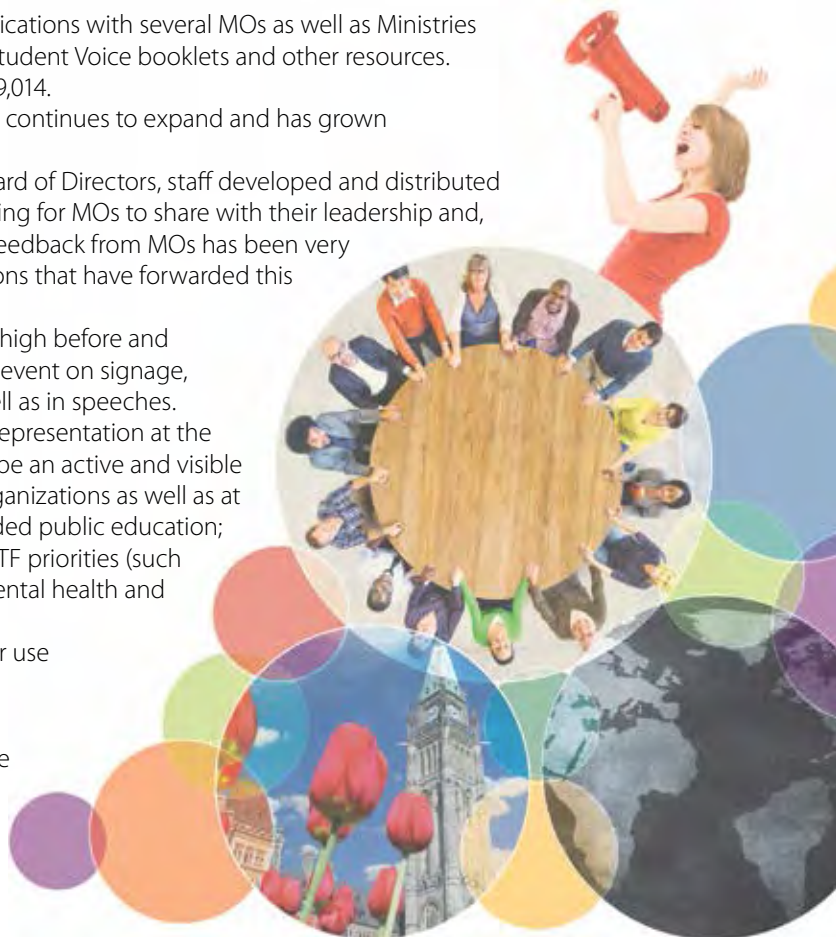 ications with several MOs as well as Ministries
tudent Voice booklets and other resources.
9,014.
continues to expand and has grown
ard of Directors, staff developed and distributed
ing for MOs to share with their leadership and,
eedback from MOs has been very
ons that have forwarded this
high before and
event on signage,
ell as in speeches.
epresentation at the
be an active and visible
ganizations as well as at
ded public education;
TF priorities (such
ental health and
r use
e